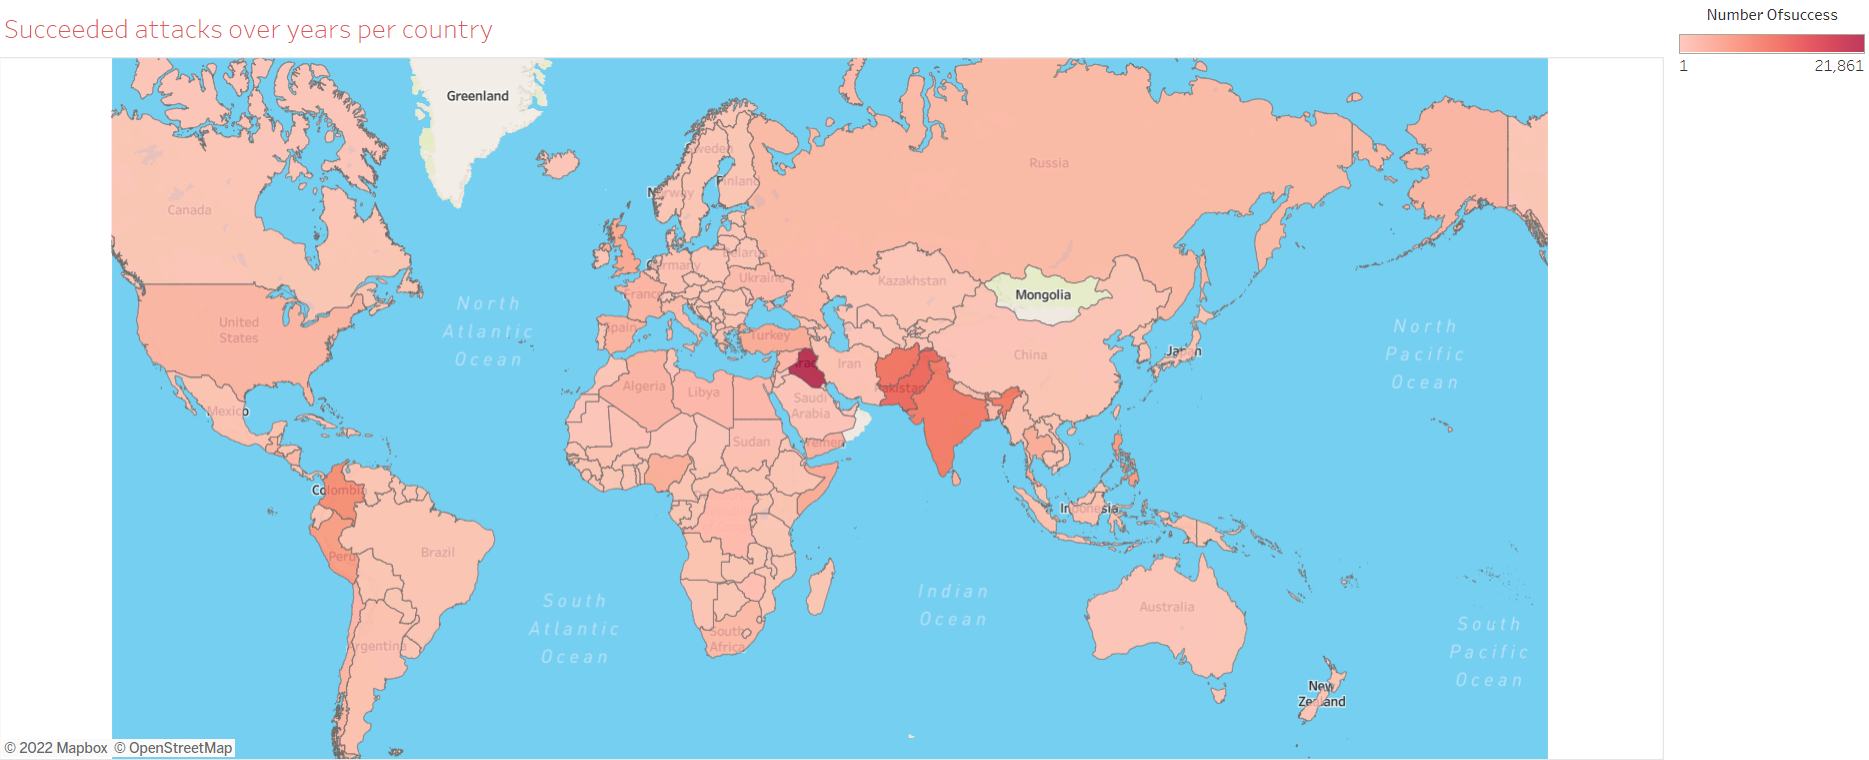 Succeeded attacks over years per country
Number Ofsuccess
1 21,861
Greenland
Sweden
Finland
Norway
Russia
Canada
Belarus
Germany
Ukraine
Kazakhstan
Mongolia
France
North
Atlantic
Ocean
United
States
Spain
Turkey
North
Pacific
Ocean
China
Japan
Iraq
Iran
Algeria
Libya
Pakistan
Saudi
Arabia
Mexico
Sudan
Yemen
Colombia
Indonesia
Peru
Brazil
Indian
Ocean
South
Atlantic
Ocean
Australia
South
Africa
South
Pacific
Ocean
Argentina
New
Zealand
© 2022 Mapbox © OpenStreetMap